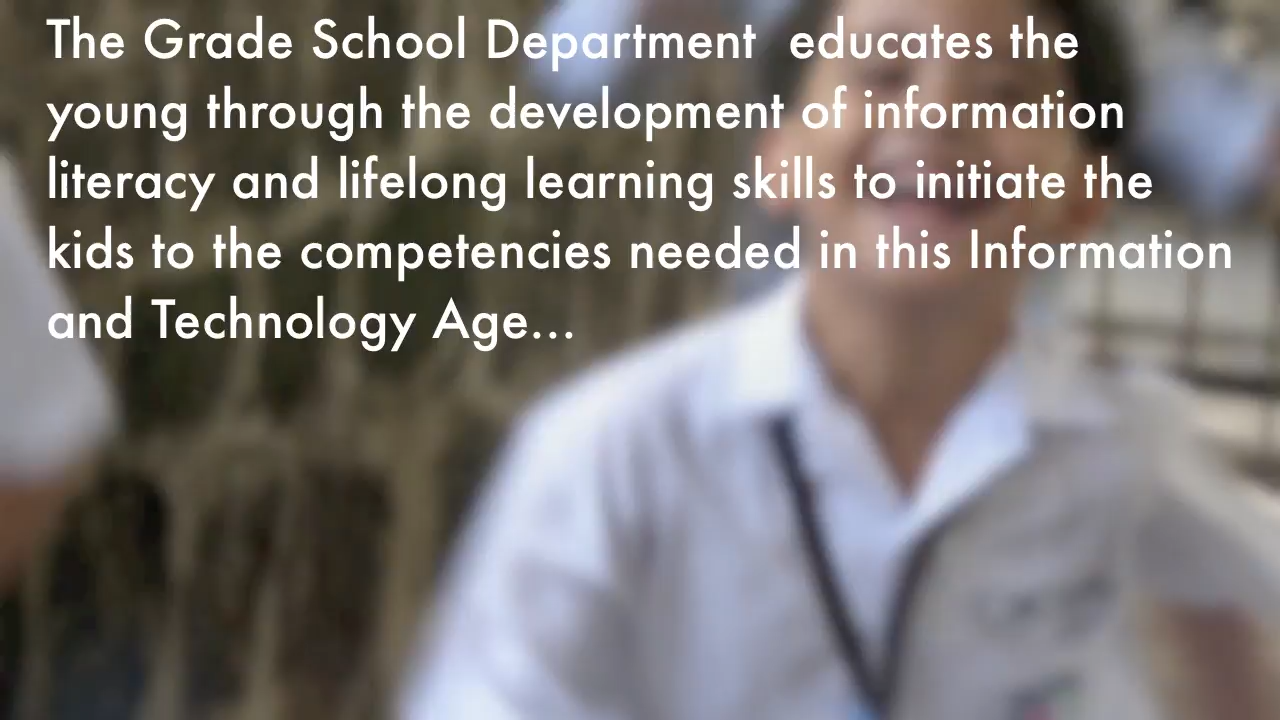 The Grade School Department  educates the
young through the development of information
literacy and lifelong learning skills to initiate the
kids to the competencies needed in this Information
and Technology Age...